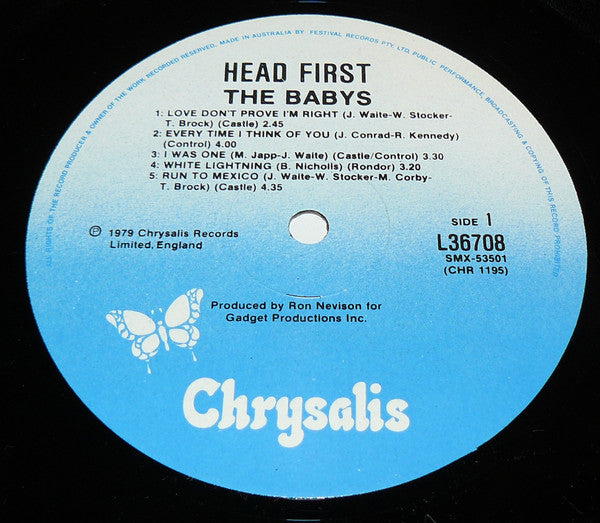 ALL RIGHTS OF THE RECORD PRODUCER & OWNER OF THE WORK RECORDED RESERVED, MADE IN AUSTRALIA BY FESTIVAL RECORDS PTY. LTD. PUBLIC PERFORMANCE, BROADCASTING & COPYING OF THIS RECORD PROHIBITED
HEAD FIRST
THE BABYS
1: LOVE DON'T PROVE I'M RIGHT (J. Waite-W. Stocker-
T. Brock) (Castle) 2.45
2: EVERY TIME I THINK OF YOU (J. Conrad-R. Kennedy)
(Control) 4.00
3: I WAS ONE (M. Japp-J. Waite) (Castle/Control) 3.30
4: WHITE LIGHTNING (B. Nicholls) (Rondor) 3.20
5: RUN TO MEXICO (J. Waite-W. Stocker-M. Corby-
T. Brock) (Castle) 4.35
℗ 1979 Chrysalis Records
Limited, England
SIDE 1
L36708
SMX-53501
(CHR 1195)
Produced by Ron Nevison for
Gadget Productions Inc.
Chrysalis